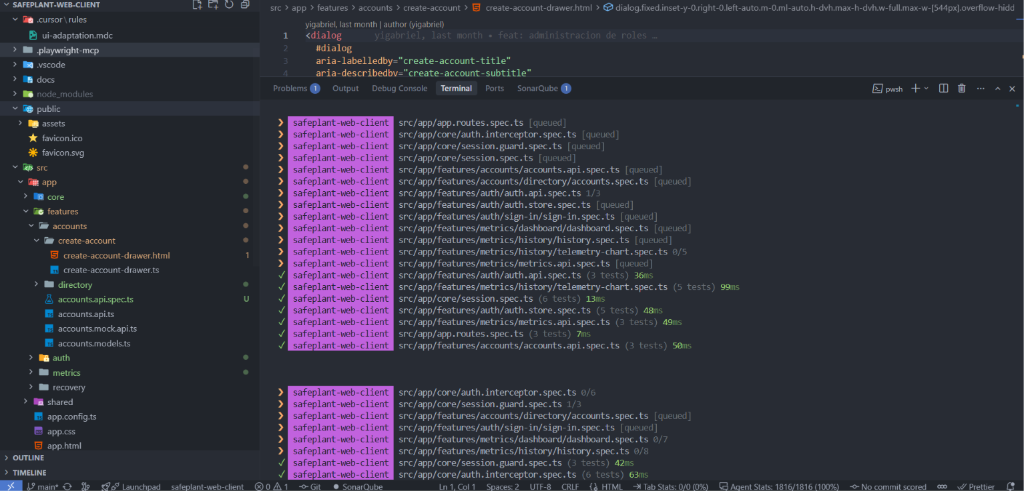 SAFEPLANT-WEB-CLIENT
.cursor\rules
ui-adaptation.mdc
.playwright-mcp
.vscode
docs
node_modules
public
assets
favicon.ico
favicon.svg
src
app
core
features
accounts
create-account
create-account-drawer.html 1
create-account-drawer.ts
directory
accounts.api.spec.ts U
accounts.api.ts
accounts.mock.api.ts
accounts.models.ts
auth
metrics
recovery
shared
app.config.ts
app.css
app.html
OUTLINE
TIMELINE
src > app > features > accounts > create-account > create-account-drawer.html > dialog.fixed.inset-y-0.right-0.left-auto.m-0.ml-auto.h-dvh.max-h-dvh.w-full.max-w-[544px].overflow-hidd
yigabriel, last month | author (yigabriel)
1 <dialog yigabriel, last month • feat: administracion de roles …
2 #dialog
3 aria-labelledby="create-account-title"
4 aria-describedby="create-account-subtitle"
Problems 1 Output Debug Console Terminal Ports SonarQube 1 pwsh
❯ safeplant-web-client src/app/app.routes.spec.ts [queued]
❯ safeplant-web-client src/app/core/auth.interceptor.spec.ts [queued]
❯ safeplant-web-client src/app/core/session.guard.spec.ts [queued]
❯ safeplant-web-client src/app/core/session.spec.ts [queued]
❯ safeplant-web-client src/app/features/accounts/accounts.api.spec.ts [queued]
❯ safeplant-web-client src/app/features/accounts/directory/accounts.spec.ts [queued]
❯ safeplant-web-client src/app/features/auth/auth.api.spec.ts 1/3
❯ safeplant-web-client src/app/features/auth/auth.store.spec.ts [queued]
❯ safeplant-web-client src/app/features/auth/sign-in/sign-in.spec.ts [queued]
❯ safeplant-web-client src/app/features/metrics/dashboard/dashboard.spec.ts [queued]
❯ safeplant-web-client src/app/features/metrics/history/history.spec.ts [queued]
❯ safeplant-web-client src/app/features/metrics/history/telemetry-chart.spec.ts 0/5
❯ safeplant-web-client src/app/features/metrics/metrics.api.spec.ts [queued]
✓ safeplant-web-client src/app/features/auth/auth.api.spec.ts (3 tests) 36ms
✓ safeplant-web-client src/app/features/metrics/history/telemetry-chart.spec.ts (5 tests) 99ms
✓ safeplant-web-client src/app/core/session.spec.ts (6 tests) 13ms
✓ safeplant-web-client src/app/features/auth/auth.store.spec.ts (5 tests) 48ms
✓ safeplant-web-client src/app/features/metrics/metrics.api.spec.ts (3 tests) 49ms
✓ safeplant-web-client src/app/app.routes.spec.ts (3 tests) 7ms
✓ safeplant-web-client src/app/features/accounts/accounts.api.spec.ts (3 tests) 50ms
❯ safeplant-web-client src/app/core/auth.interceptor.spec.ts 0/6
❯ safeplant-web-client src/app/core/session.guard.spec.ts 1/3
❯ safeplant-web-client src/app/features/accounts/directory/accounts.spec.ts [queued]
❯ safeplant-web-client src/app/features/auth/sign-in/sign-in.spec.ts [queued]
❯ safeplant-web-client src/app/features/metrics/dashboard/dashboard.spec.ts 0/7
❯ safeplant-web-client src/app/features/metrics/history/history.spec.ts 0/8
✓ safeplant-web-client src/app/core/session.guard.spec.ts (3 tests) 42ms
✓ safeplant-web-client src/app/core/auth.interceptor.spec.ts (6 tests) 63ms
main* Launchpad safeplant-web-client 0 1 Git SonarQube Ln 1, Col 1 Spaces: 2 UTF-8 CRLF HTML Tab Stats: 0/0 (0%) Agent Stats: 1816/1816 (100%) No commit scored Prettier